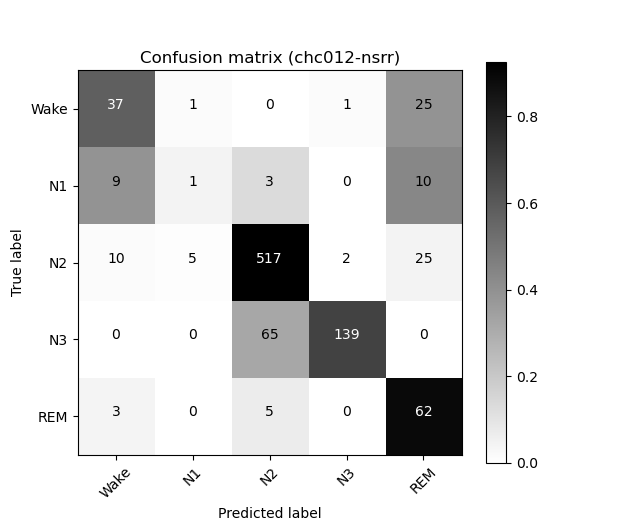 Confusion matrix (chc012-nsrr)
Wake 37 1 0 1 25
N1 9 1 3 0 10
N2 10 5 517 2 25
N3 0 0 65 139 0
REM 3 0 5 0 62
Wake N1 N2 N3 REM
Predicted label
True label
0.8
0.6
0.4
0.2
0.0